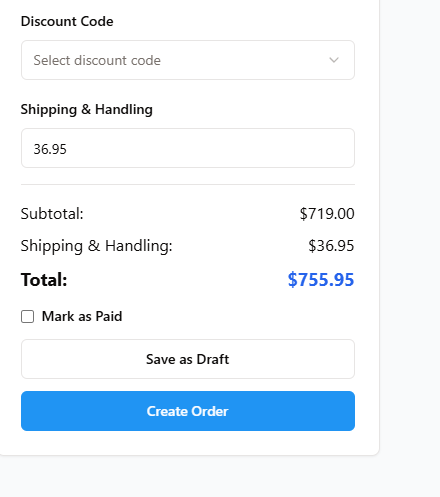 Discount Code
Select discount code
Shipping & Handling
36.95
Subtotal: $719.00
Shipping & Handling: $36.95
Total: $755.95
Mark as Paid
Save as Draft
Create Order